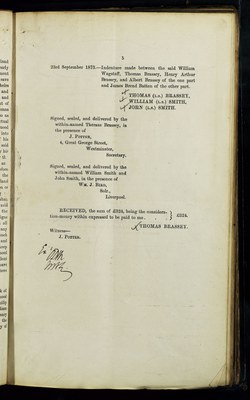 5
23rd September 1873.—Indenture made between the said William
Wagstaff, Thomas Brassey, Henry Arthur
Brassey, and Albert Brassey of the one part
and James Broud Button of the other part.
THOMAS (L.S.) BRASSEY,
WILLIAM (L.S.) SMITH,
JOHN (L.S.) SMITH.
Signed, sealed, and delivered by the
within-named Thomas Brassey, in
the presence of
J. POTTER,
4, Great George Street,
Westminster,
Secretary.
Signed, sealed, and delivered by the
within-named William Smith and
John Smith, in the presence of
WM. J. BIRD,
Solr.,
Liverpool.
RECEIVED, the sum of £324, being the considera-
tion-money within expressed to be paid to me . . } £324.
THOMAS BRASSEY.
Witness—
J. POTTER.